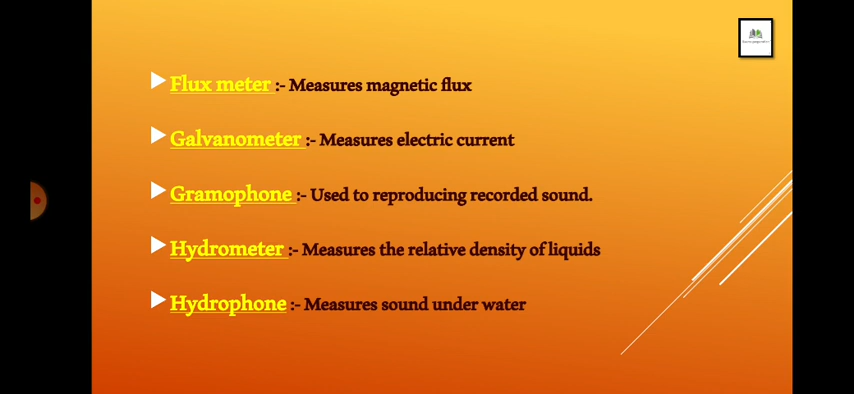 Flux meter :- Measures magnetic flux
Galvanometer :- Measures electric current
Gramophone :- Used to reproducing recorded sound.
Hydrometer :- Measures the relative density of liquids
Hydrophone :- Measures sound under water